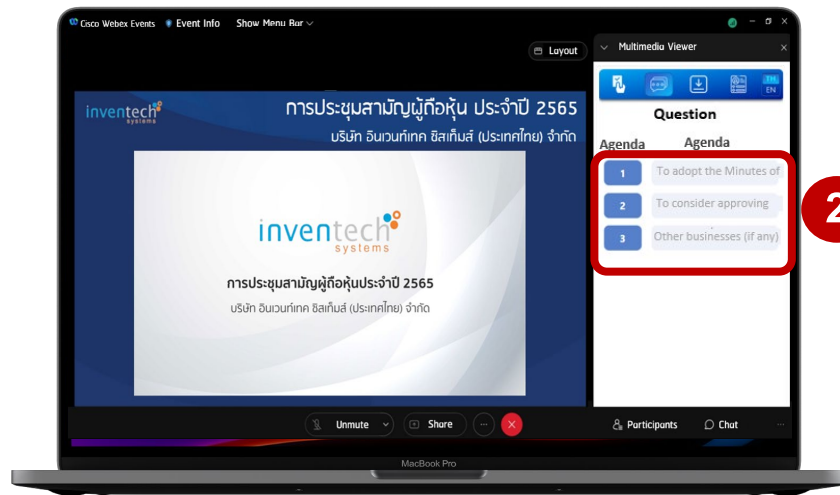 Cisco Webex Events
Event Info
Show Menu Bar
Layout
Multimedia Viewer
TH
EN
Question
Agenda
Agenda
1 To adopt the Minutes of
2 To consider approving
3 Other businesses (if any)
2
inventech
systems
การประชุมสามัญผู้ถือหุ้น ประจำปี 2565
บริษัท อินเวนท์เทค ซิสเท็มส์ (ประเทศไทย) จำกัด
inventech
systems
การประชุมสามัญผู้ถือหุ้นประจำปี 2565
บริษัท อินเวนท์เทค ซิสเท็มส์ (ประเทศไทย) จำกัด
Unmute
Share
Participants
Chat
MacBook Pro